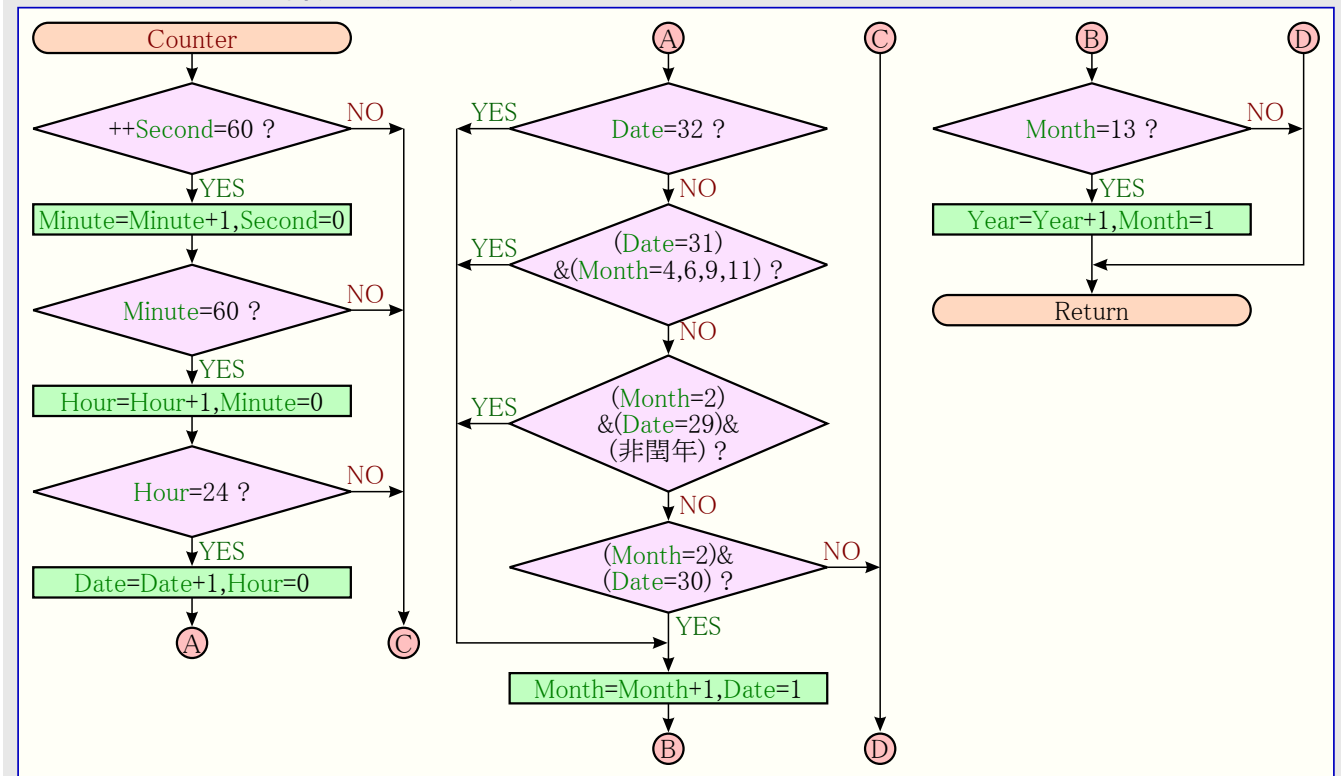 Counter
++Second=60 ?
NO
YES
Minute=Minute+1,Second=0
Minute=60 ?
NO
YES
Hour=Hour+1,Minute=0
Hour=24 ?
NO
YES
Date=Date+1,Hour=0
A
C
A
YES
Date=32 ?
NO
YES
(Date=31)
&(Month=4,6,9,11) ?
NO
YES
(Month=2)
&(Date=29)&
(非閏年) ?
NO
(Month=2)&
(Date=30) ?
NO
YES
Month=Month+1,Date=1
B
C
D
B
D
Month=13 ?
NO
YES
Year=Year+1,Month=1
Return